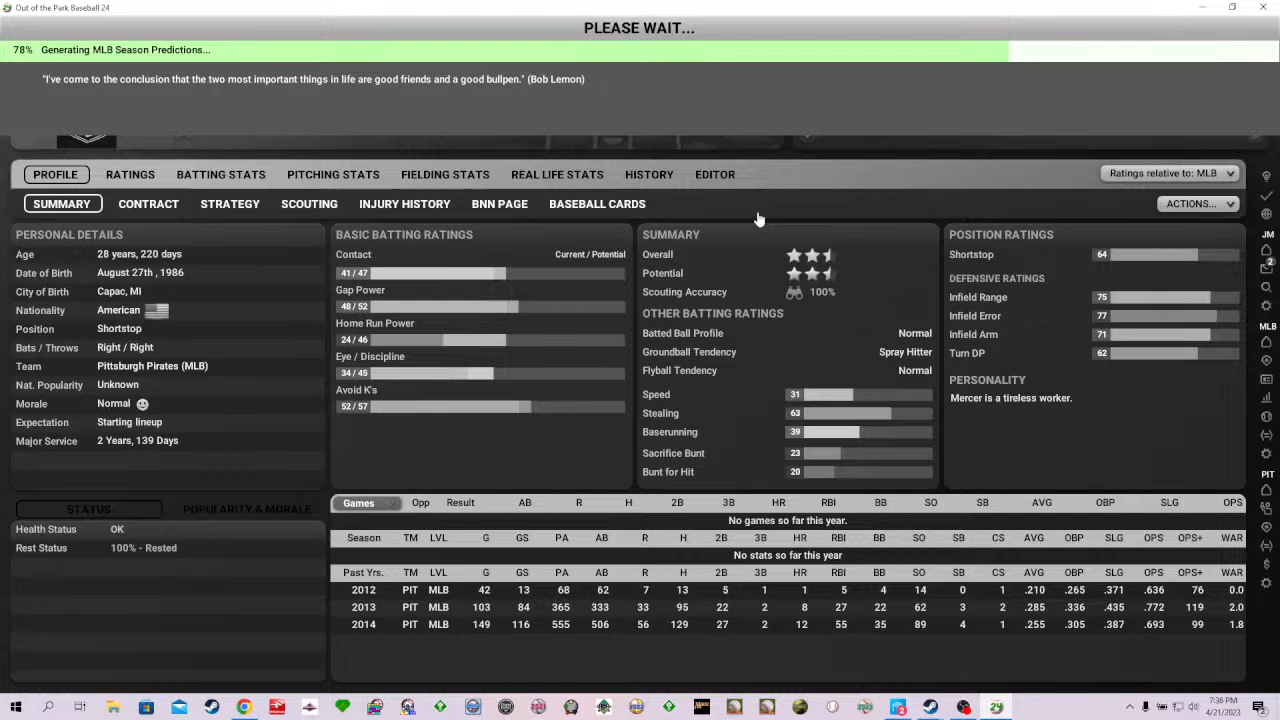 Out of the Park Baseball 24
PLEASE WAIT...
78% Generating MLB Season Predictions...
"I've come to the conclusion that the two most important things in life are good friends and a good bullpen." (Bob Lemon)
PROFILE RATINGS BATTING STATS PITCHING STATS FIELDING STATS REAL LIFE STATS HISTORY EDITOR Ratings relative to: MLB
SUMMARY CONTRACT STRATEGY SCOUTING INJURY HISTORY BNN PAGE BASEBALL CARDS ACTIONS...
PERSONAL DETAILS
Age 28 years, 220 days
Date of Birth August 27th , 1986
City of Birth Capac, MI
Nationality American
Position Shortstop
Bats / Throws Right / Right
Team Pittsburgh Pirates (MLB)
Nat. Popularity Unknown
Morale Normal
Expectation Starting lineup
Major Service 2 Years, 139 Days
BASIC BATTING RATINGS
Contact Current / Potential
41 / 47
Gap Power
48 / 52
Home Run Power
24 / 46
Eye / Discipline
34 / 45
Avoid K's
52 / 57
SUMMARY
Overall
Potential
Scouting Accuracy 100%
OTHER BATTING RATINGS
Batted Ball Profile Normal
Groundball Tendency Spray Hitter
Flyball Tendency Normal
Speed 31
Stealing 63
Baserunning 39
Sacrifice Bunt 23
Bunt for Hit 20
POSITION RATINGS
Shortstop 64
DEFENSIVE RATINGS
Infield Range 75
Infield Error 77
Infield Arm 71
Turn DP 62
PERSONALITY
Mercer is a tireless worker.
JM
2
MLB
PIT
STATUS POPULARITY & MORALE...
Health Status OK
Rest Status 100% - Rested
Games Opp Result AB R H 2B 3B HR RBI BB SO SB AVG OBP SLG OPS
No games so far this year.
Season TM LVL G GS PA AB R H 2B 3B HR RBI BB SO SB CS AVG OBP SLG OPS OPS+ WAR
No stats so far this year
Past Yrs. TM LVL G GS PA AB R H 2B 3B HR RBI BB SO SB CS AVG OBP SLG OPS OPS+ WAR
2012 PIT MLB 42 13 68 62 7 13 5 1 1 5 4 14 0 1 .210 .265 .371 .636 76 0.0
2013 PIT MLB 103 84 365 333 33 95 22 2 8 27 22 62 3 2 .285 .336 .435 .772 119 2.0
2014 PIT MLB 149 116 555 506 56 129 27 2 12 55 35 89 4 1 .255 .305 .387 .693 99 1.8
7:36 PM
4/21/2023